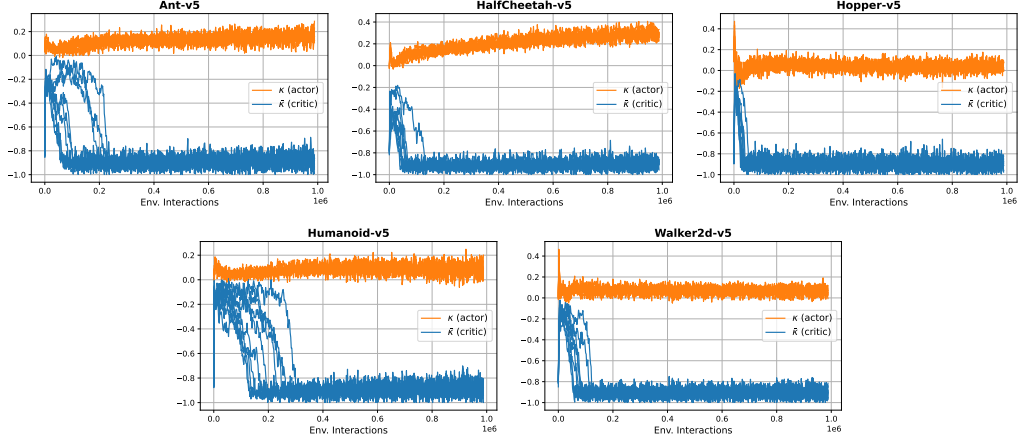 Ant-v5
0.2
0.0
−0.2
−0.4
−0.6
−0.8
−1.0
κ (actor)
κ̄ (critic)
0.0 0.2 0.4 0.6 0.8 1.0
Env. Interactions
1e6
HalfCheetah-v5
0.4
0.2
0.0
−0.2
−0.4
−0.6
−0.8
−1.0
κ (actor)
κ̄ (critic)
0.0 0.2 0.4 0.6 0.8 1.0
Env. Interactions
1e6
Hopper-v5
0.4
0.2
0.0
−0.2
−0.4
−0.6
−0.8
−1.0
κ (actor)
κ̄ (critic)
0.0 0.2 0.4 0.6 0.8 1.0
Env. Interactions
1e6
Humanoid-v5
0.2
0.0
−0.2
−0.4
−0.6
−0.8
−1.0
κ (actor)
κ̄ (critic)
0.0 0.2 0.4 0.6 0.8 1.0
Env. Interactions
1e6
Walker2d-v5
0.4
0.2
0.0
−0.2
−0.4
−0.6
−0.8
−1.0
κ (actor)
κ̄ (critic)
0.0 0.2 0.4 0.6 0.8 1.0
Env. Interactions
1e6